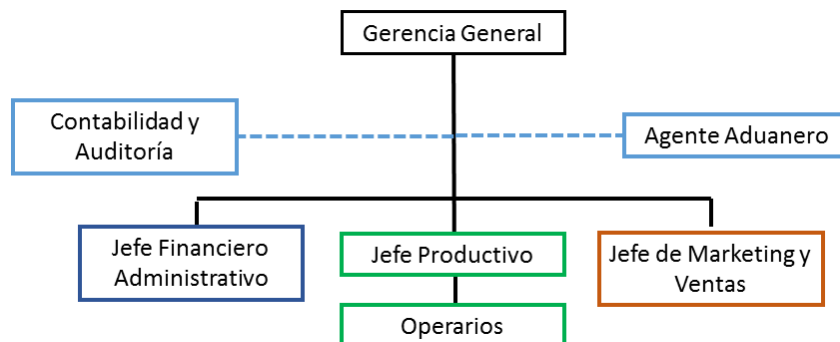 Gerencia General
Contabilidad y
Auditoría
Agente Aduanero
Jefe Financiero
Administrativo
Jefe Productivo
Jefe de Marketing y
Ventas
Operarios